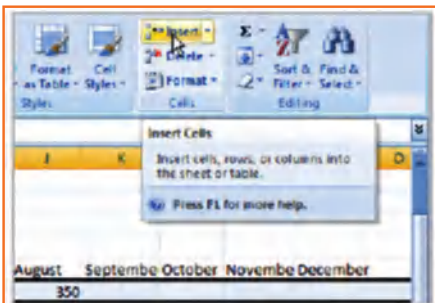 Insert
Σ
Delete
Format as Table
Cell Styles
Format
Sort & Filter
Find & Select
Styles
Cells
Editing
Insert Cells
Insert cells, rows, or columns into
the sheet or table.
Press F1 for more help.
J K O
August Septembe October Novembe December
350